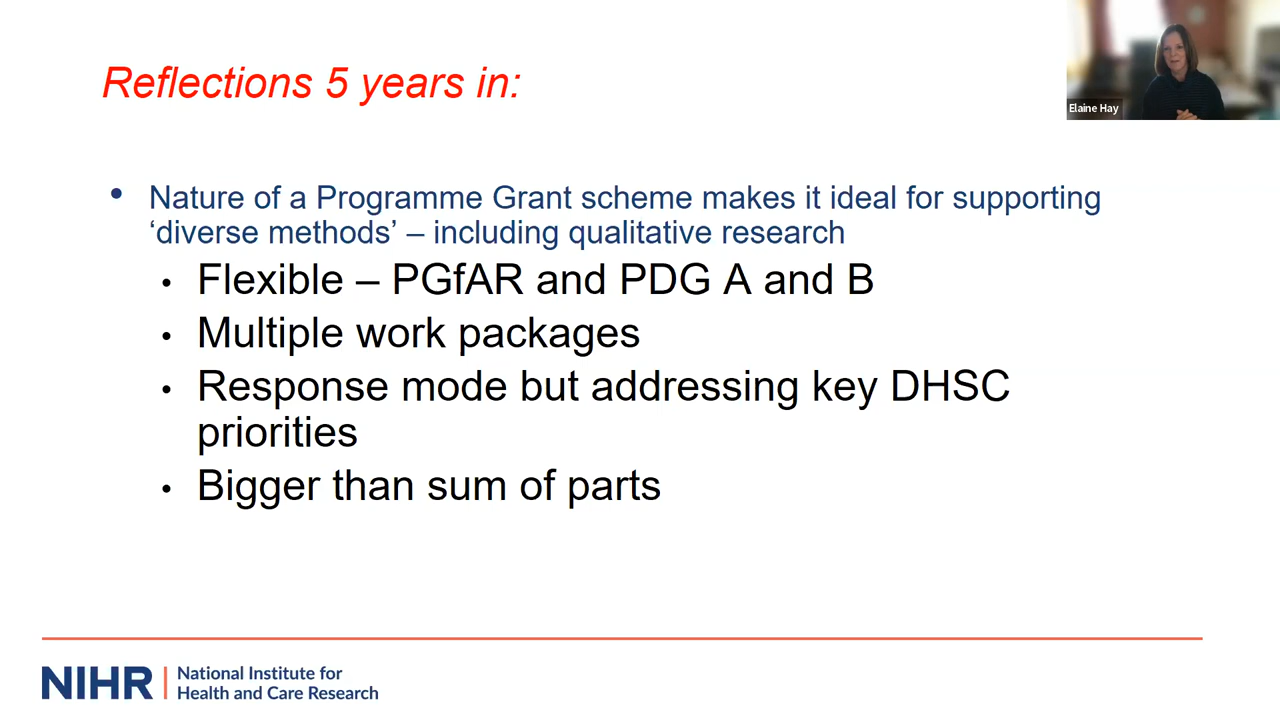 Reflections 5 years in:
Elaine Hay
• Nature of a Programme Grant scheme makes it ideal for supporting
‘diverse methods’ – including qualitative research
• Flexible – PGfAR and PDG A and B
• Multiple work packages
• Response mode but addressing key DHSC
priorities
• Bigger than sum of parts
NIHR | National Institute for
Health and Care Research